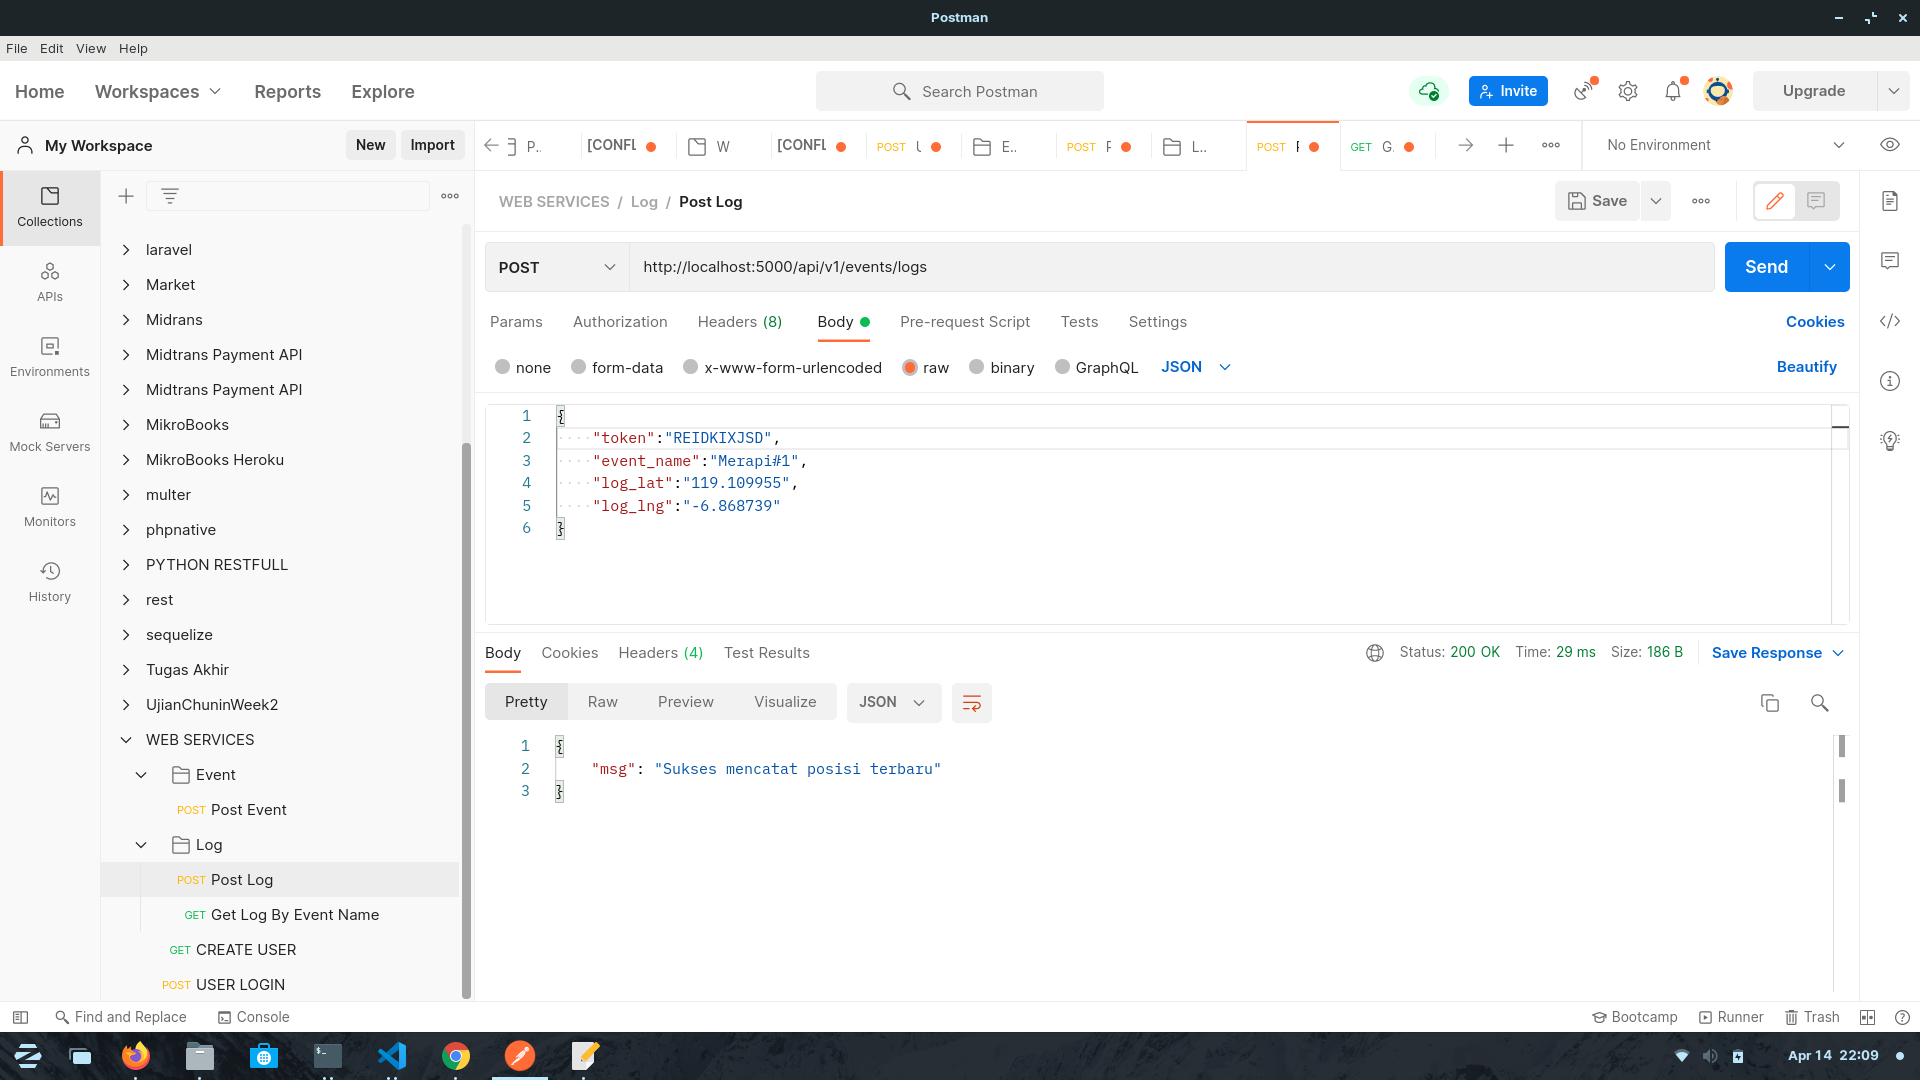 Postman
File Edit View Help
Home Workspaces Reports Explore
Search Postman
Invite
Upgrade
My Workspace
New Import
P..
[CONFL
W
[CONFL
POST
E..
POST
L..
POST
GET G.
No Environment
Collections
APIs
Environments
Mock Servers
Monitors
History
laravel
Market
Midrans
Midtrans Payment API
Midtrans Payment API
MikroBooks
MikroBooks Heroku
multer
phpnative
PYTHON RESTFULL
rest
sequelize
Tugas Akhir
UjianChuninWeek2
WEB SERVICES
Event
POST Post Event
Log
POST Post Log
GET Get Log By Event Name
GET CREATE USER
POST USER LOGIN
WEB SERVICES / Log / Post Log
Save
POST http://localhost:5000/api/v1/events/logs
Send
Params Authorization Headers (8) Body Pre-request Script Tests Settings
Cookies
none form-data x-www-form-urlencoded raw binary GraphQL JSON
Beautify
1 {
2 "token":"REIDKIXJSD",
3 "event_name":"Merapi#1",
4 "log_lat":"119.109955",
5 "log_lng":"-6.868739"
6 }
Body Cookies Headers (4) Test Results
Status: 200 OK Time: 29 ms Size: 186 B Save Response
Pretty Raw Preview Visualize JSON
1 {
2 "msg": "Sukses mencatat posisi terbaru"
3 }
Find and Replace Console
Bootcamp Runner Trash
Apr 14 22:09